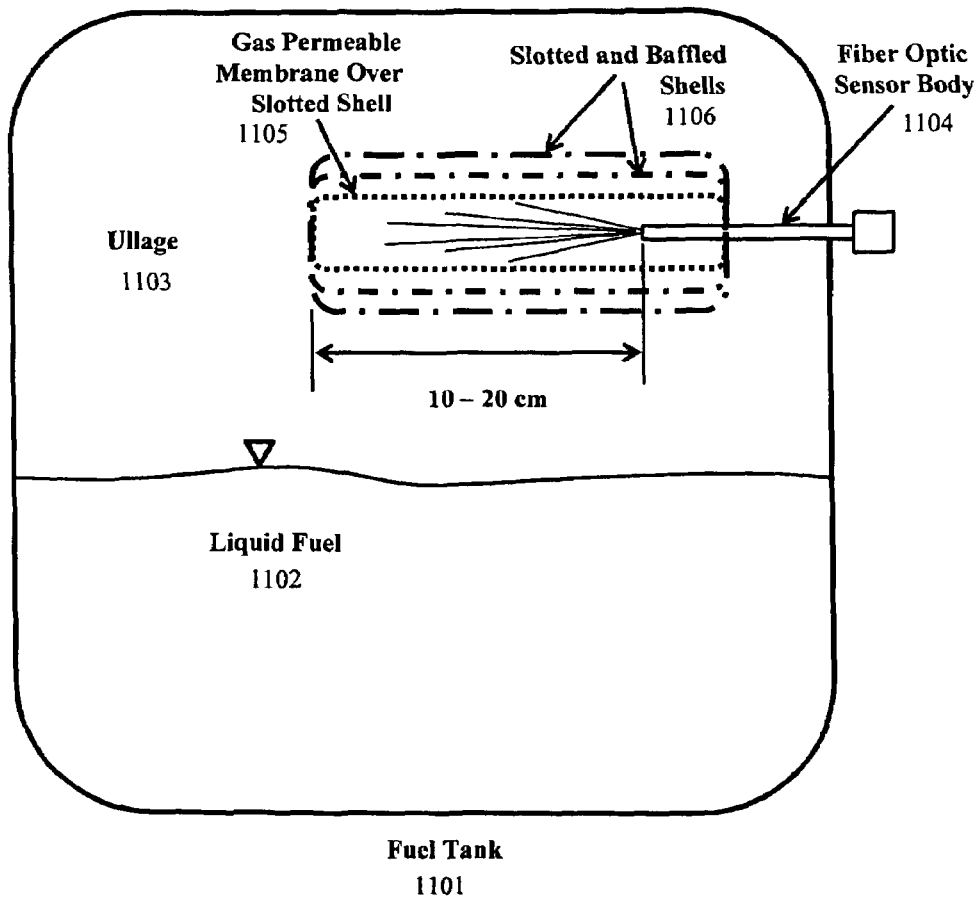 Gas Permeable
Membrane Over
Slotted Shell
1105
Slotted and Baffled
Shells
1106
Fiber Optic
Sensor Body
1104
Ullage
1103
10 – 20 cm
Liquid Fuel
1102
Fuel Tank
1101